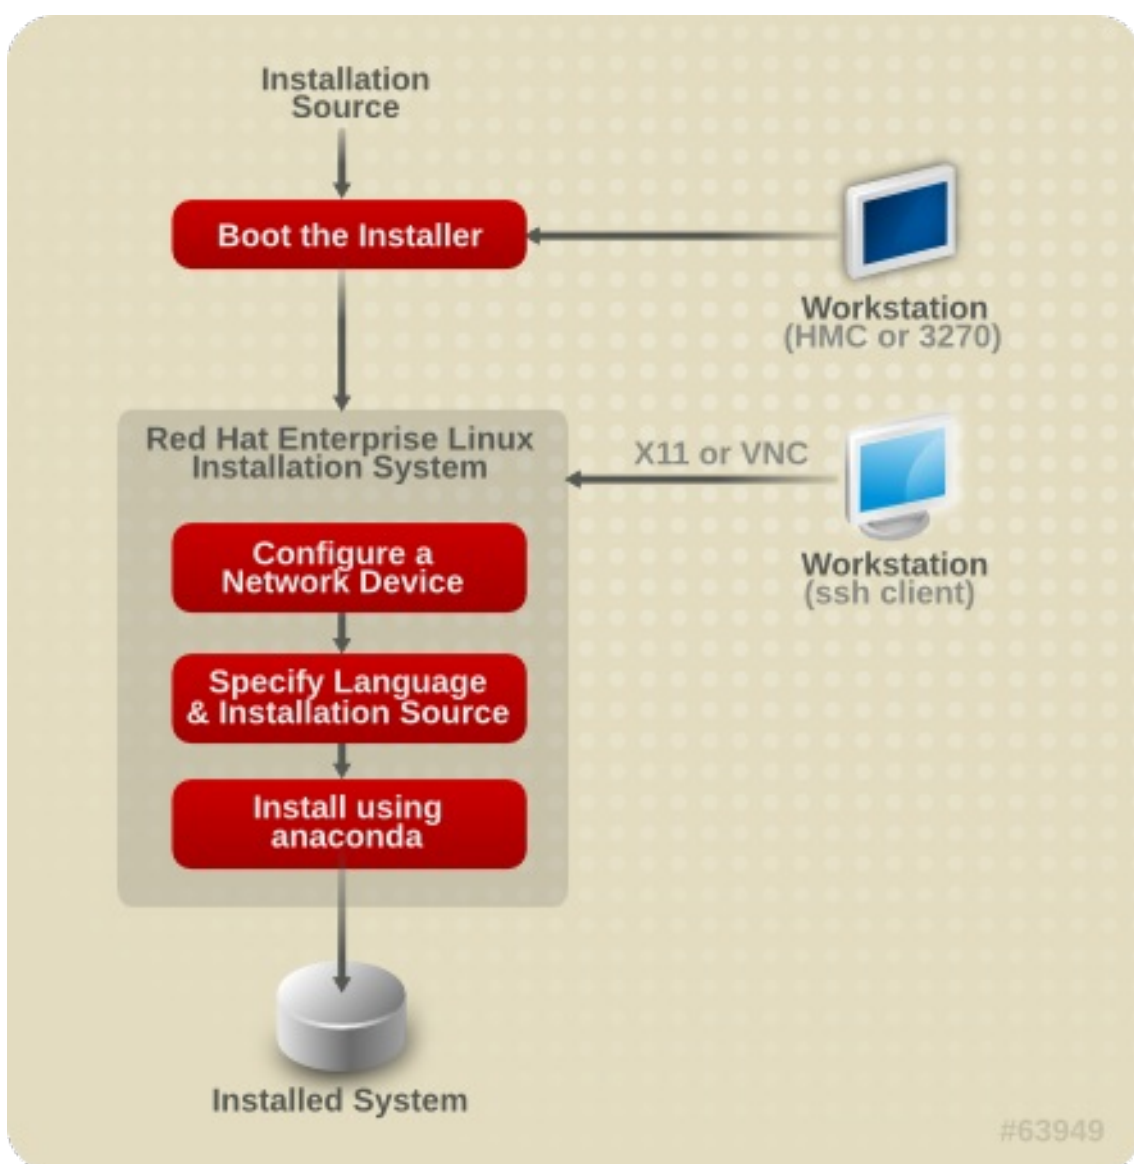 Installation
Source
Boot the Installer
Workstation
(HMC or 3270)
Red Hat Enterprise Linux
Installation System
X11 or VNC
Workstation
(ssh client)
Configure a
Network Device
Specify Language
& Installation Source
Install using
anaconda
Installed System
#63949